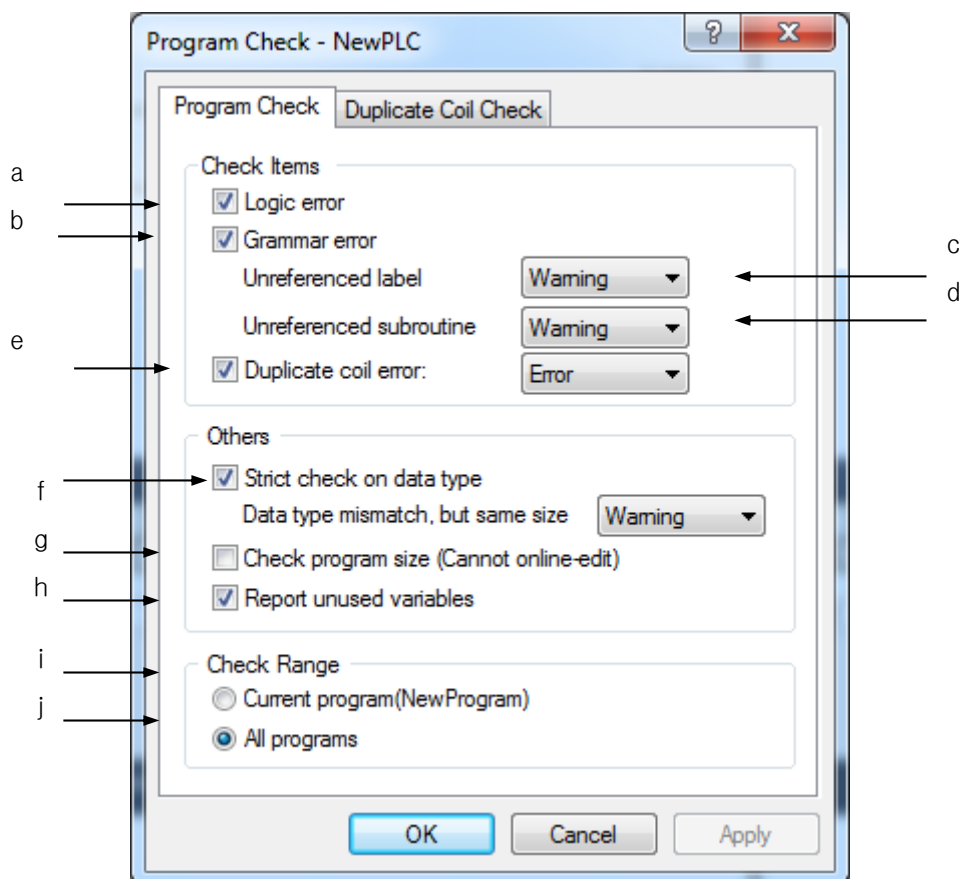 Program Check - NewPLC
?
x
Program Check
Duplicate Coil Check
Check Items
a
Logic error
b
Grammar error
c
Unreferenced label
Warning
d
Unreferenced subroutine
Warning
e
Duplicate coil error:
Error
Others
f
Strict check on data type
Data type mismatch, but same size
Warning
g
Check program size (Cannot online-edit)
h
Report unused variables
i
Check Range
j
Current program(NewProgram)
All programs
OK
Cancel
Apply